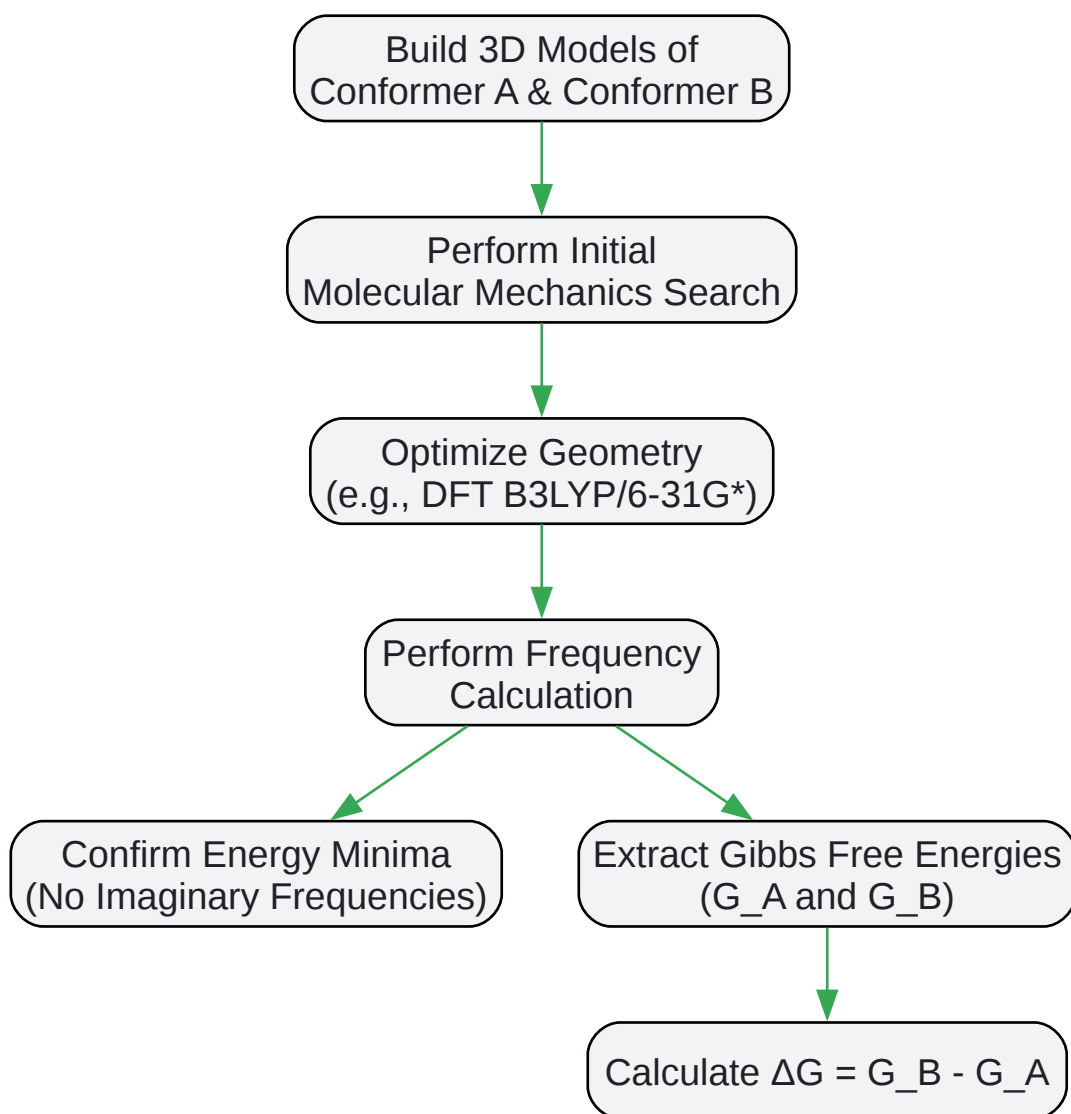 Build 3D Models of
Conformer A & Conformer B
Perform Initial
Molecular Mechanics Search
Optimize Geometry
(e.g., DFT B3LYP/6-31G*)
Perform Frequency
Calculation
Confirm Energy Minima
(No Imaginary Frequencies)
Extract Gibbs Free Energies
(G_A and G_B)
Calculate ΔG = G_B - G_A